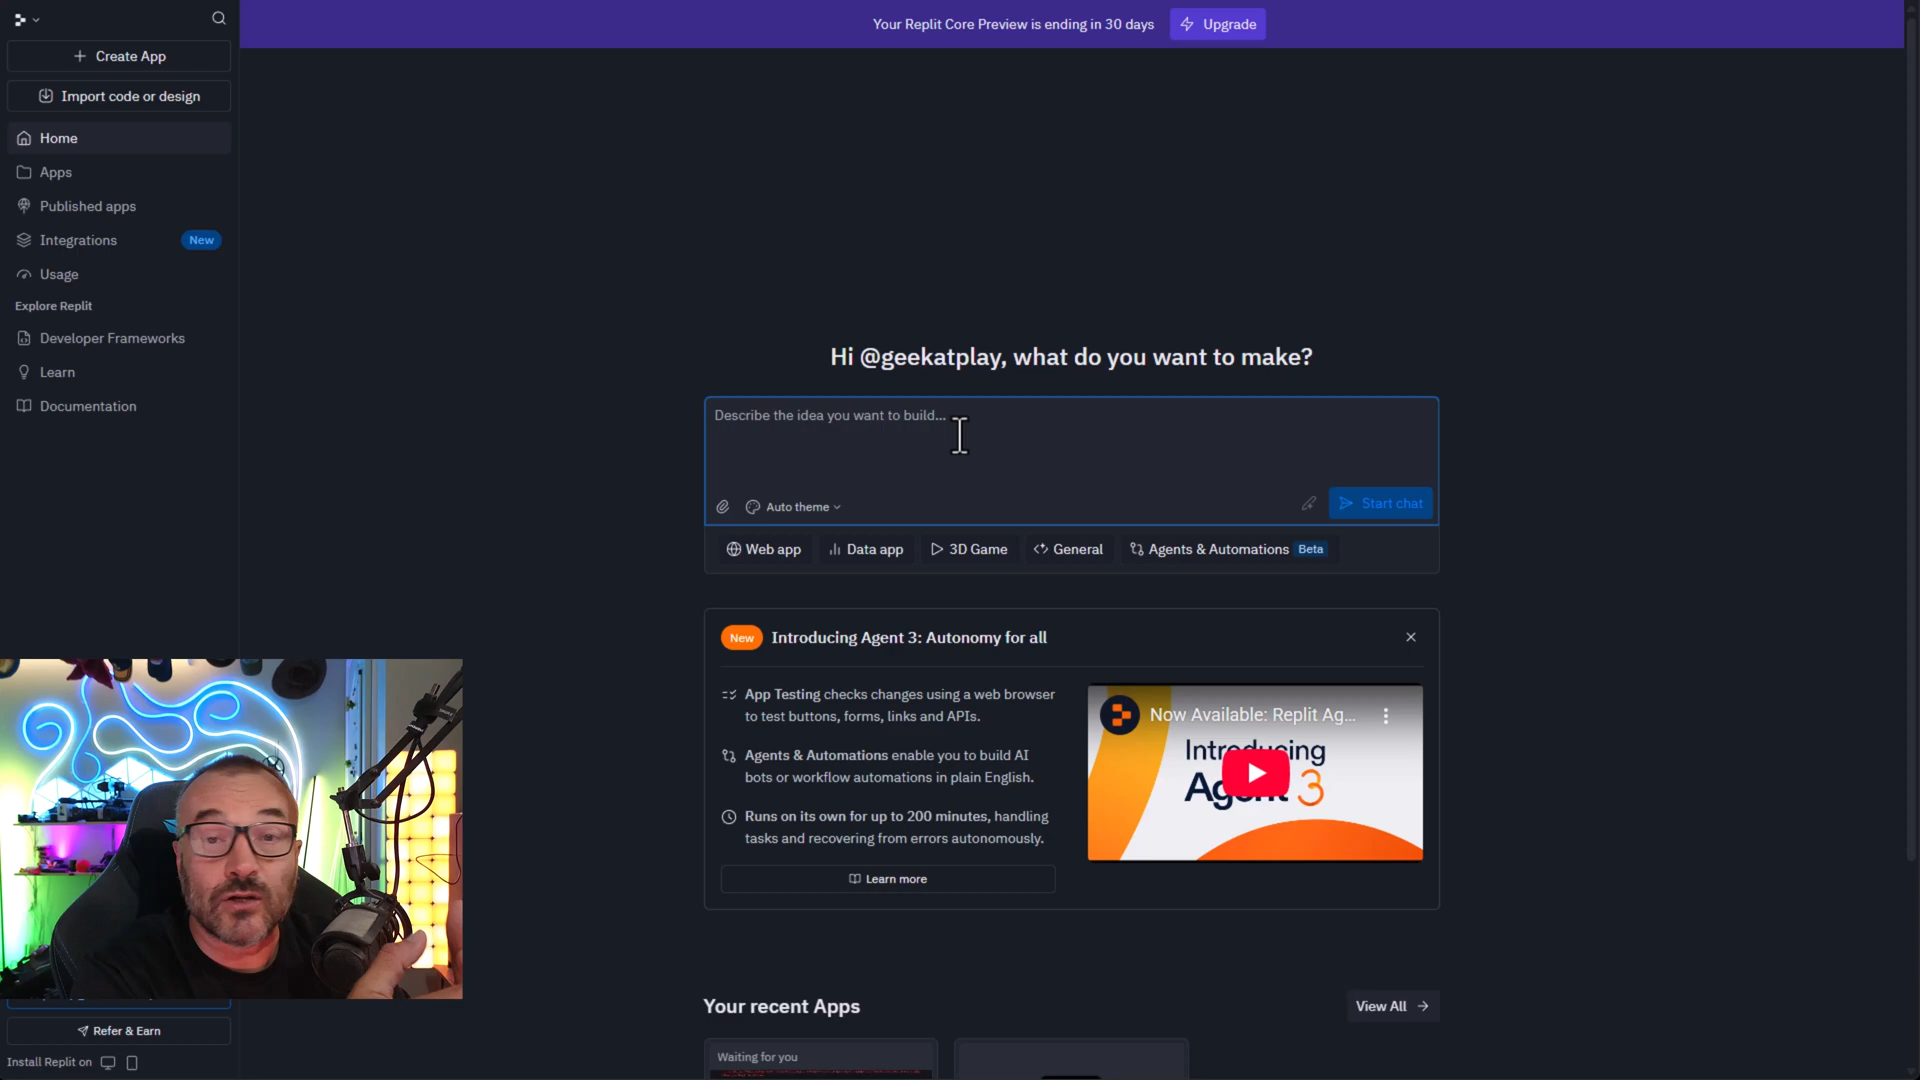 Your Replit Core Preview is ending in 30 days
Upgrade
Create App
Import code or design
Home
Apps
Published apps
Integrations
New
Usage
Explore Replit
Developer Frameworks
Learn
Documentation
Refer & Earn
Install Replit on
Hi @geekatplay, what do you want to make?
Describe the idea you want to build...
Auto theme
Start chat
Web app
Data app
3D Game
General
Agents & Automations
Beta
New
Introducing Agent 3: Autonomy for all
App Testing checks changes using a web browser
to test buttons, forms, links and APIs.
Agents & Automations enable you to build AI
bots or workflow automations in plain English.
Runs on its own for up to 200 minutes, handling
tasks and recovering from errors autonomously.
Learn more
Now Available: Replit Ag...
Introducing
Agent 3
Your recent Apps
View All
Waiting for you